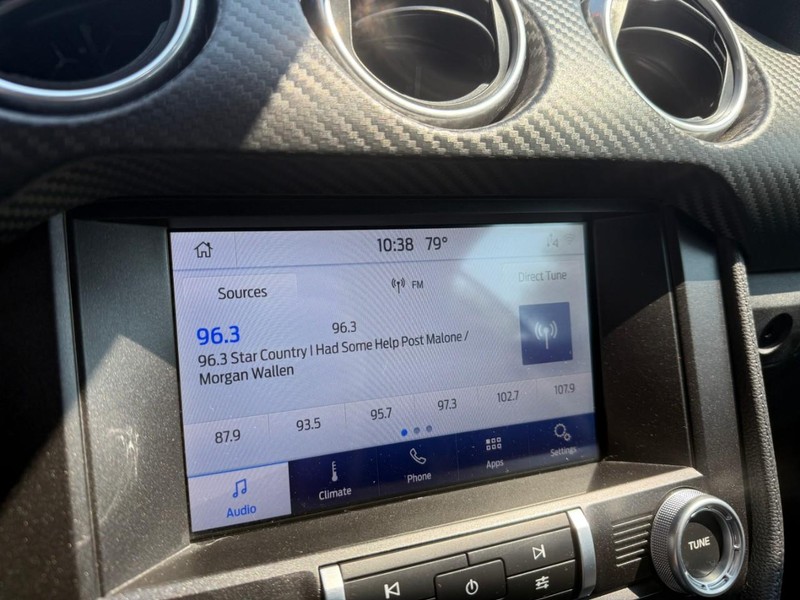 10:38 79°
4
Sources FM Direct Tune
96.3 96.3
96.3 Star Country | Had Some Help Post Malone /
Morgan Wallen
87.9 93.5 95.7 97.3 102.7 107.9
Audio Climate Phone Apps Settings
TUNE